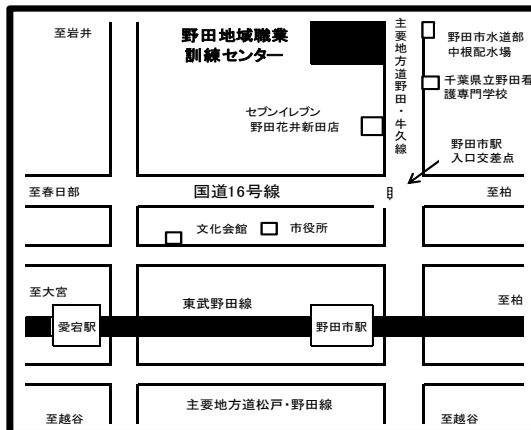 至岩井
野田地域職業
訓練センター
主要地方道野田・牛久線
野田市水道部
中根配水場
千葉県立野田看
護専門学校
セブンイレブン
野田花井新田店
野田市駅
入口交差点
至春日部
国道16号線
至柏
文化会館
市役所
至大宮
東武野田線
至柏
愛宕駅
野田市駅
主要地方道松戸・野田線
至越谷
至越谷